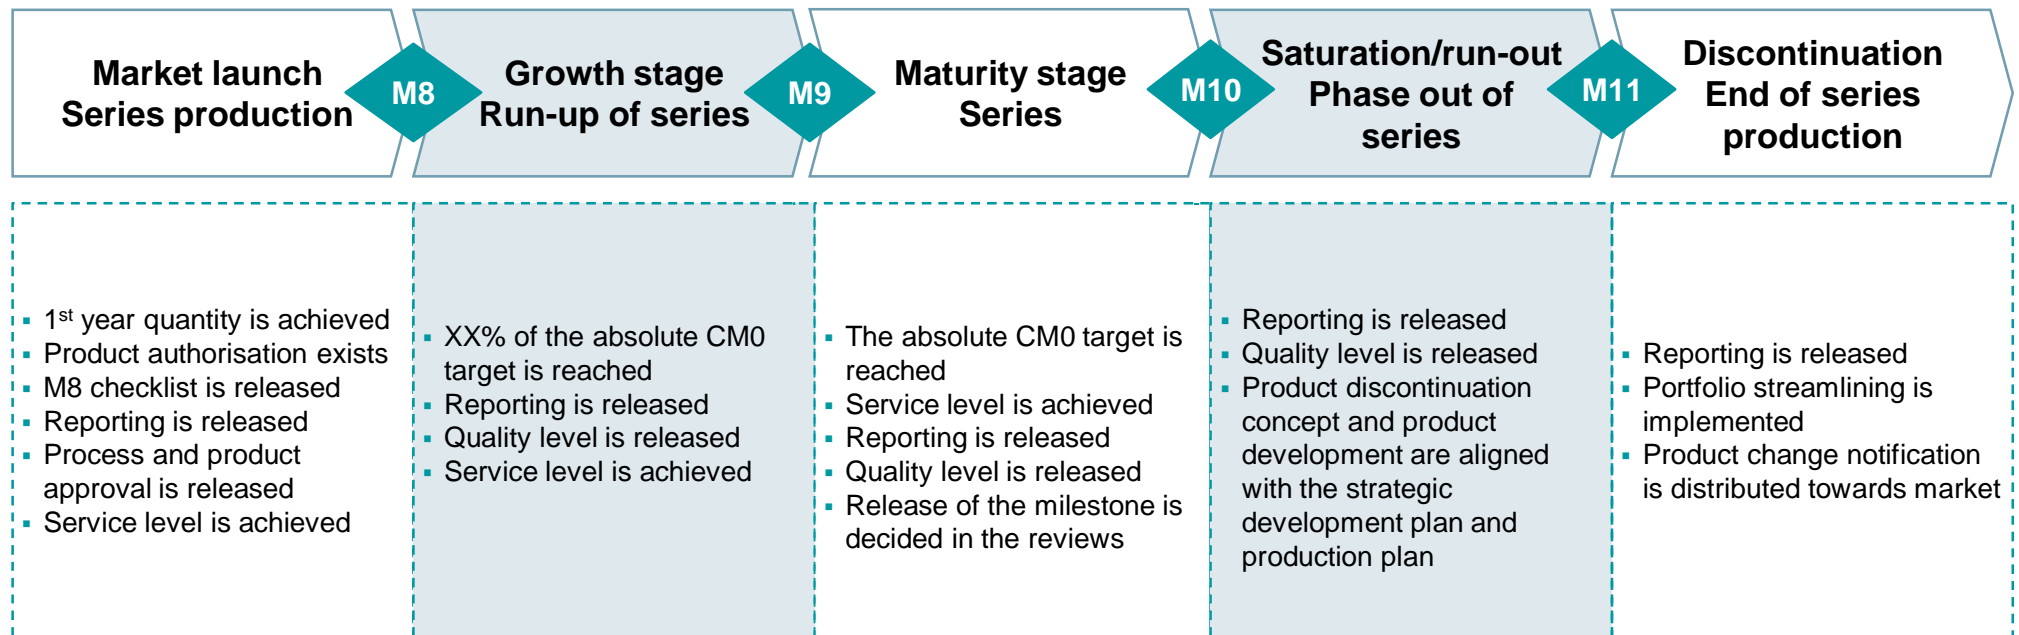 Market launch
Series production
M8
Growth stage
Run-up of series
M9
Maturity stage
Series
M10
Saturation/run-out
Phase out of
series
M11
Discontinuation
End of series
production
▪ 1st year quantity is achieved
▪ Product authorisation exists
▪ M8 checklist is released
▪ Reporting is released
▪ Process and product
approval is released
▪ Service level is achieved
▪ XX% of the absolute CM0
target is reached
▪ Reporting is released
▪ Quality level is released
▪ Service level is achieved
▪ The absolute CM0 target is
reached
▪ Service level is achieved
▪ Reporting is released
▪ Quality level is released
▪ Release of the milestone is
decided in the reviews
▪ Reporting is released
▪ Quality level is released
▪ Product discontinuation
concept and product
development are aligned
with the strategic
development plan and
production plan
▪ Reporting is released
▪ Portfolio streamlining is
implemented
▪ Product change notification
is distributed towards market